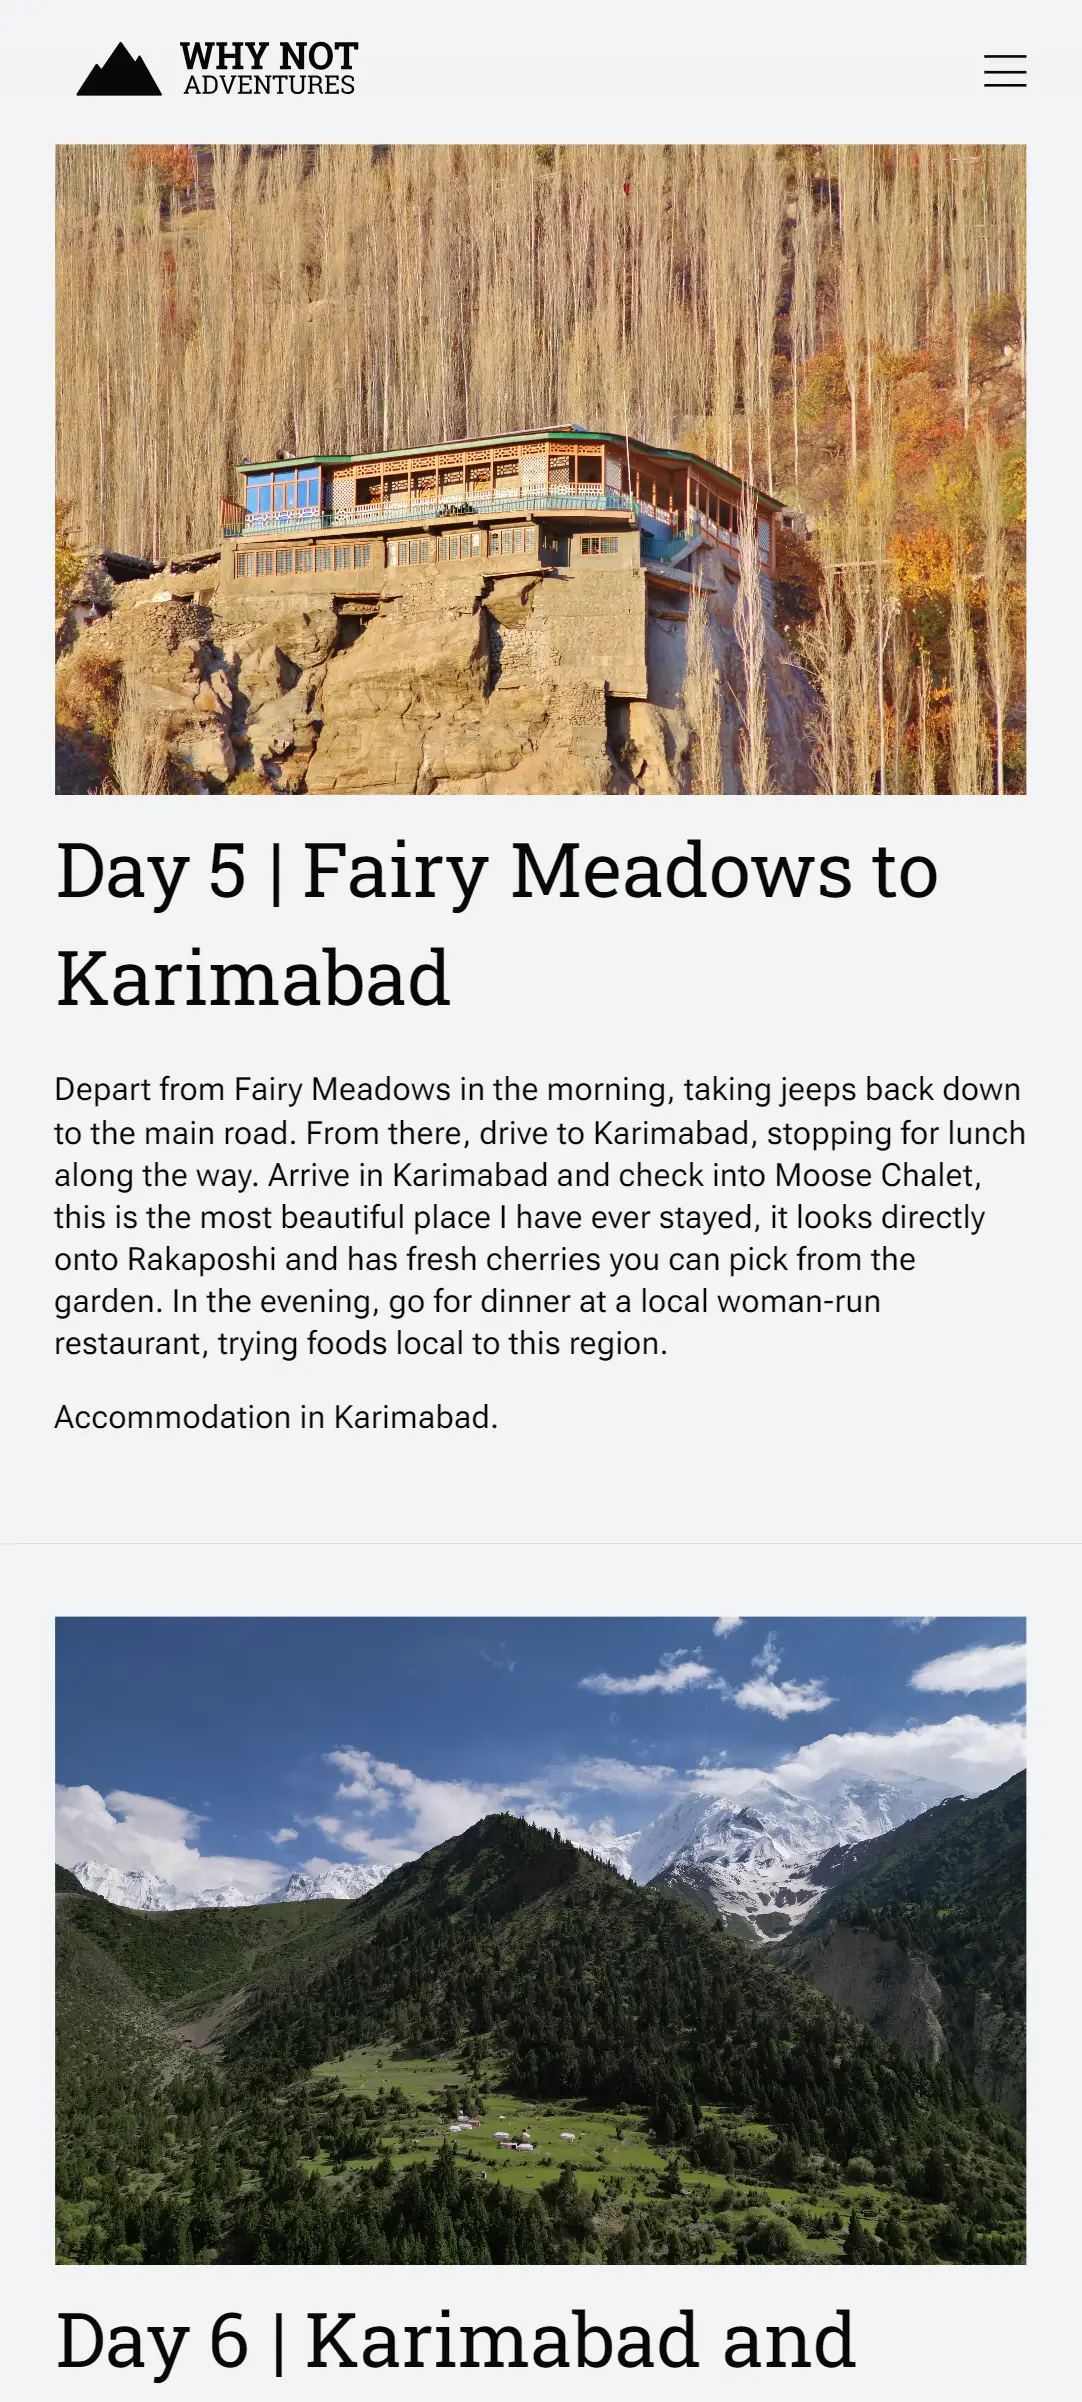 WHY NOT
ADVENTURES
Day 5 | Fairy Meadows to
Karimabad
Depart from Fairy Meadows in the morning, taking jeeps back down
to the main road. From there, drive to Karimabad, stopping for lunch
along the way. Arrive in Karimabad and check into Moose Chalet,
this is the most beautiful place I have ever stayed, it looks directly
onto Rakaposhi and has fresh cherries you can pick from the
garden. In the evening, go for dinner at a local woman-run
restaurant, trying foods local to this region.
Accommodation in Karimabad.
Day 6 | Karimabad and